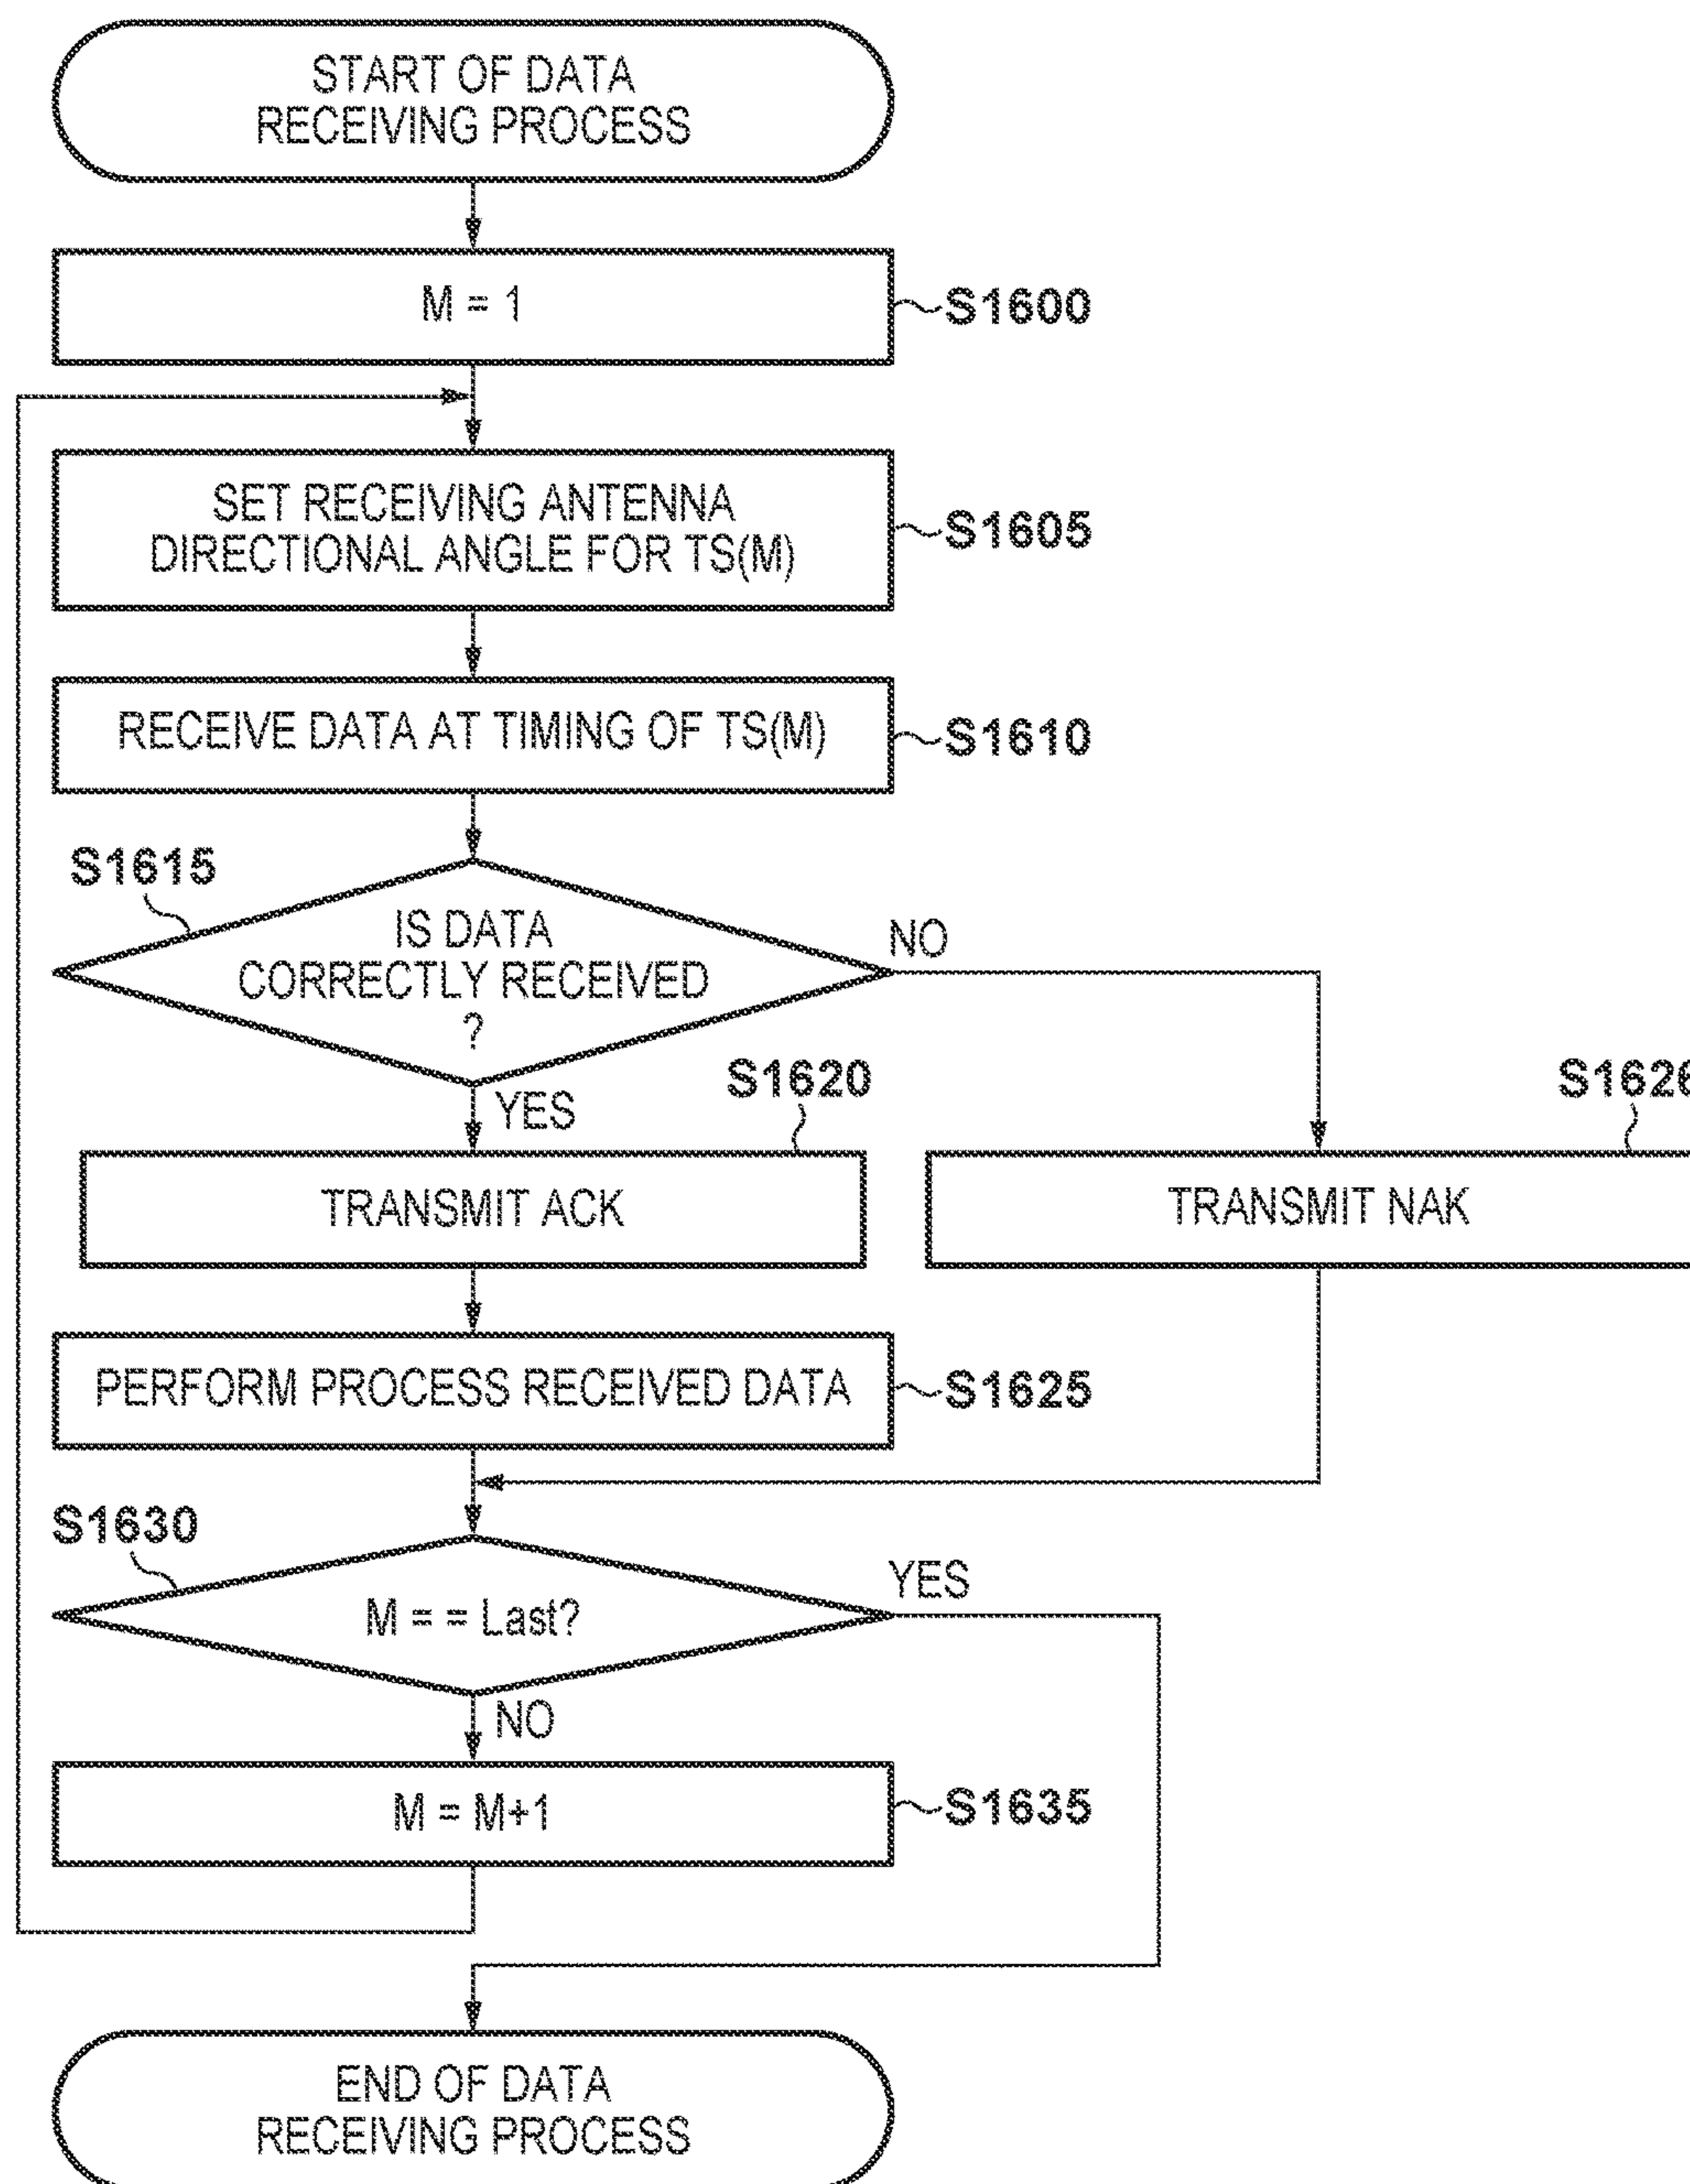 START OF DATA
RECEIVING PROCESS
M = 1
S1600
SET RECEIVING ANTENNA
DIRECTIONAL ANGLE FOR TS(M)
S1605
RECEIVE DATA AT TIMING OF TS(M)
S1610
S1615
IS DATA
CORRECTLY RECEIVED
?
NO
YES
S1620
S1626
TRANSMIT ACK
TRANSMIT NAK
PERFORM PROCESS RECEIVED DATA
S1625
S1630
M = = Last?
YES
NO
M = M+1
S1635
END OF DATA
RECEIVING PROCESS